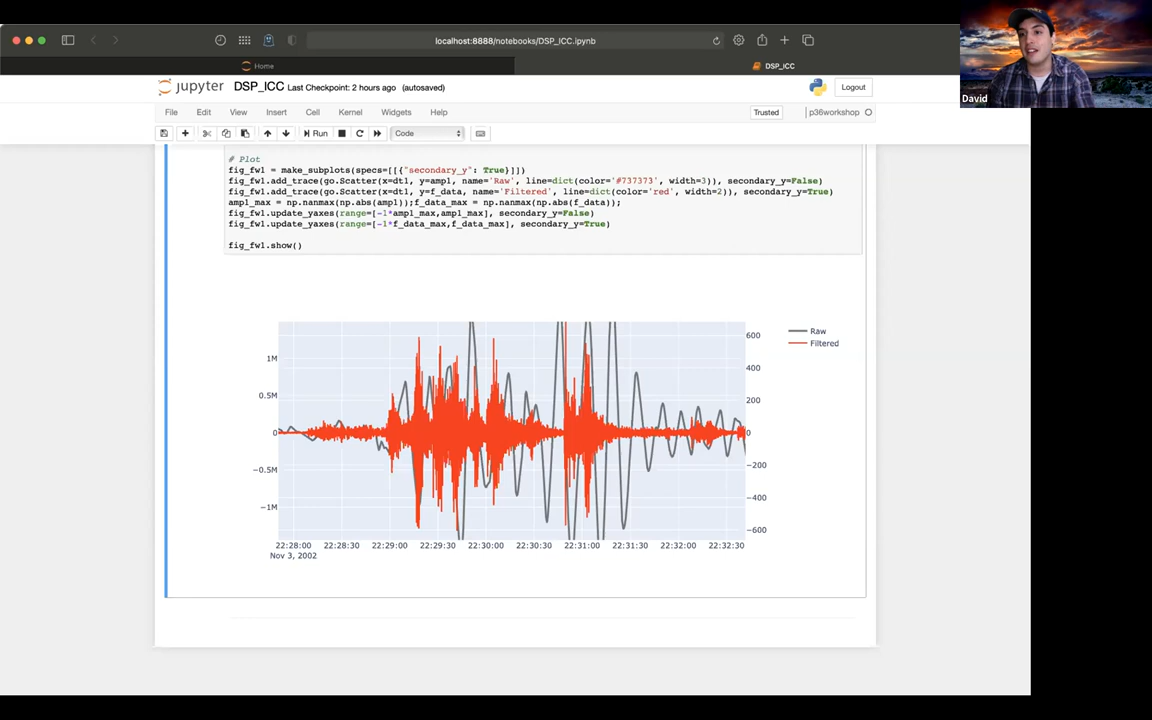 localhost:8888/notebooks/DSP_ICC.ipynb
Home
DSP_ICC
David
jupyter DSP_ICC Last Checkpoint: 2 hours ago (autosaved)
Logout
File Edit View Insert Cell Kernel Widgets Help
Trusted
p36workshop
Run
Code
# Plot
fig_fw1 = make_subplots(specs=[[{"secondary_y": True}]])
fig_fw1.add_trace(go.Scatter(x=dt1, y=amp1, name='Raw', line=dict(color='#737373', width=3)), secondary_y=False)
fig_fw1.add_trace(go.Scatter(x=dt1, y=f_data, name='Filtered', line=dict(color='red', width=2)), secondary_y=True)
amp1_max = np.nanmax(np.abs(amp1));f_data_max = np.nanmax(np.abs(f_data));
fig_fw1.update_yaxes(range=[-1*amp1_max,amp1_max], secondary_y=False)
fig_fw1.update_yaxes(range=[-1*f_data_max,f_data_max], secondary_y=True)
fig_fw1.show()
Raw
Filtered
1M
0.5M
0
−0.5M
−1M
600
400
200
0
−200
−400
−600
22:28:00 22:28:30 22:29:00 22:29:30 22:30:00 22:30:30 22:31:00 22:31:30 22:32:00 22:32:30
Nov 3, 2002